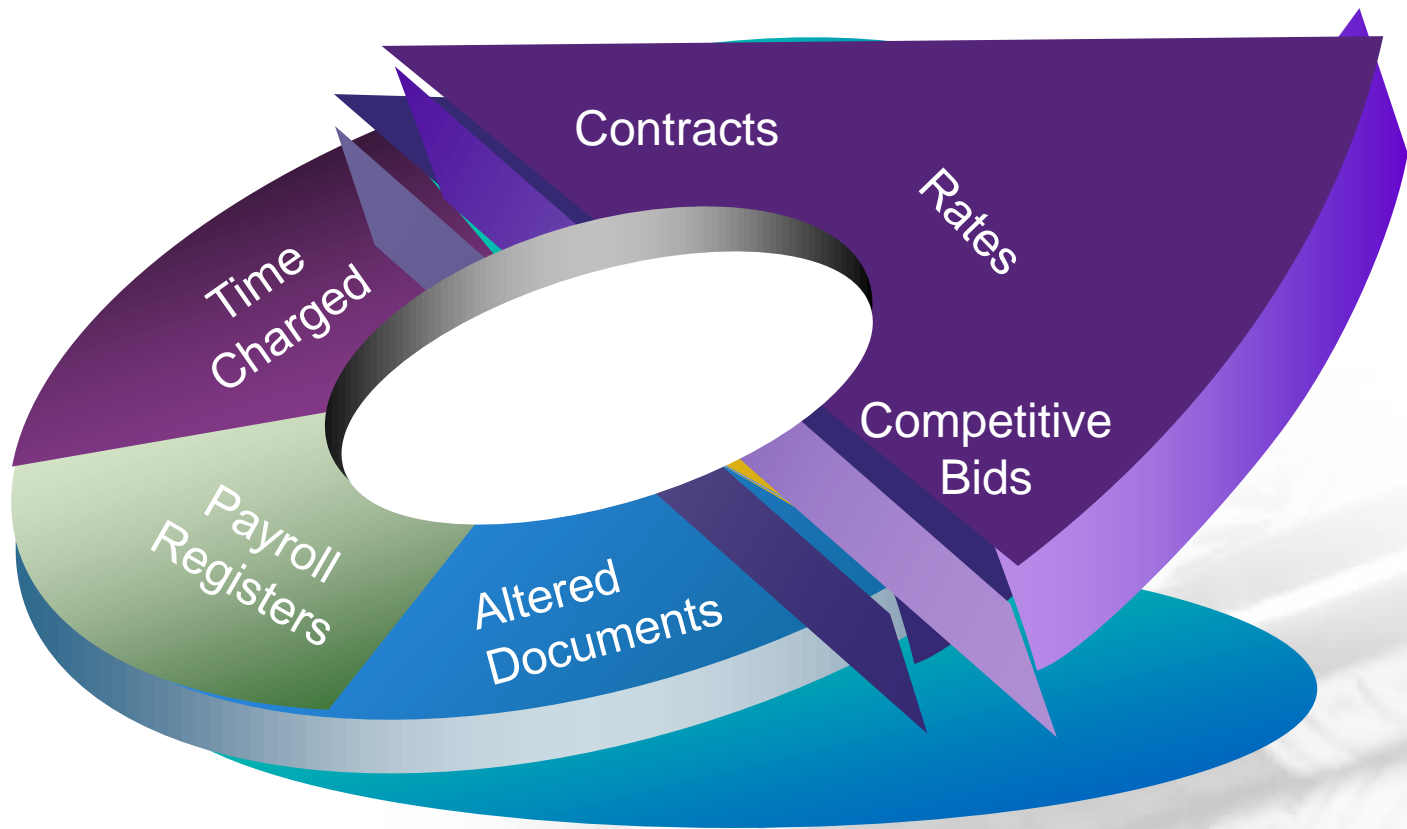 Contracts
Rates
Time
Charged
Competitive
Bids
Payroll
Registers
Altered
Documents